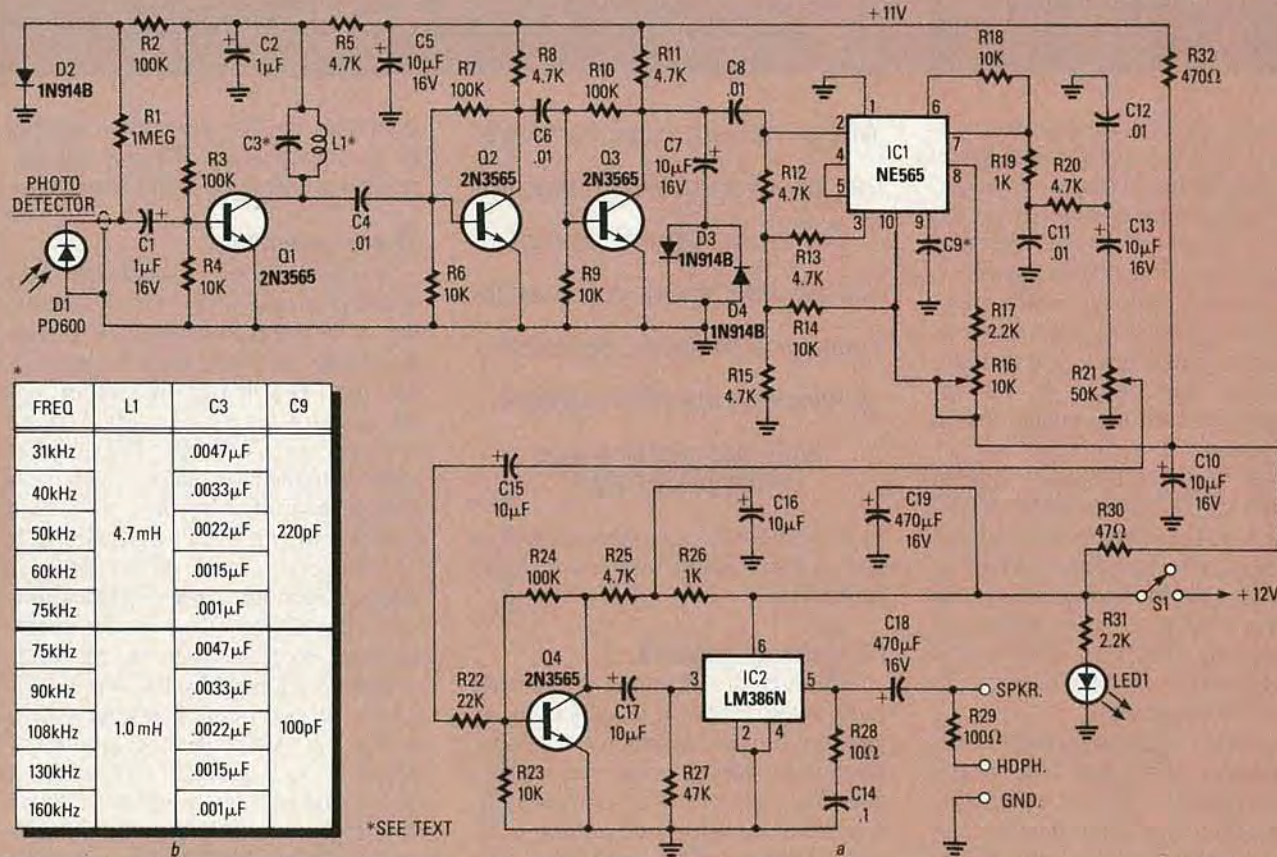 +11V
R2
100K
C2
1µF
R5
4.7K
C5
10µF
16V
R7
100K
R8
4.7K
R10
100K
R11
4.7K
C8
.01
R18
10K
R32
470Ω
D2
1N914B
R1
1MEG
R3
100K
C3*
L1*
C6
.01
C7
10µF
16V
1
2
4
5
3
10
9
6
7
8
IC1
NE565
C12
.01
R19
1K
R20
4.7K
PHOTO
DETECTOR
Q2
2N3565
Q3
2N3565
R12
4.7K
C9*
C11
.01
C13
10µF
16V
C1
1µF
16V
C4
.01
Q1
2N3565
R4
10K
R6
10K
R9
10K
D3
1N914B
D4
1N914B
R13
4.7K
R14
10K
R17
2.2K
R16
10K
R21
50K
D1
PD600
R15
4.7K
*
FREQ L1 C3 C9
31kHz .0047µF
40kHz .0033µF
50kHz 4.7mH .0022µF 220pF
60kHz .0015µF
75kHz .001µF
75kHz .0047µF
90kHz .0033µF
108kHz 1.0mH .0022µF 100pF
130kHz .0015µF
160kHz .001µF
b
C15
10µF
C16
10µF
C19
470µF
16V
C10
10µF
16V
R30
47Ω
R24
100K
R25
4.7K
R26
1K
S1
+12V
R22
22K
Q4
2N3565
C17
10µF
6
3
5
2
4
IC2
LM386N
C18
470µF
16V
R31
2.2K
LED1
SPKR.
R29
100Ω
HDPH.
GND.
R23
10K
R27
47K
R28
10Ω
C14
.1
*SEE TEXT
a